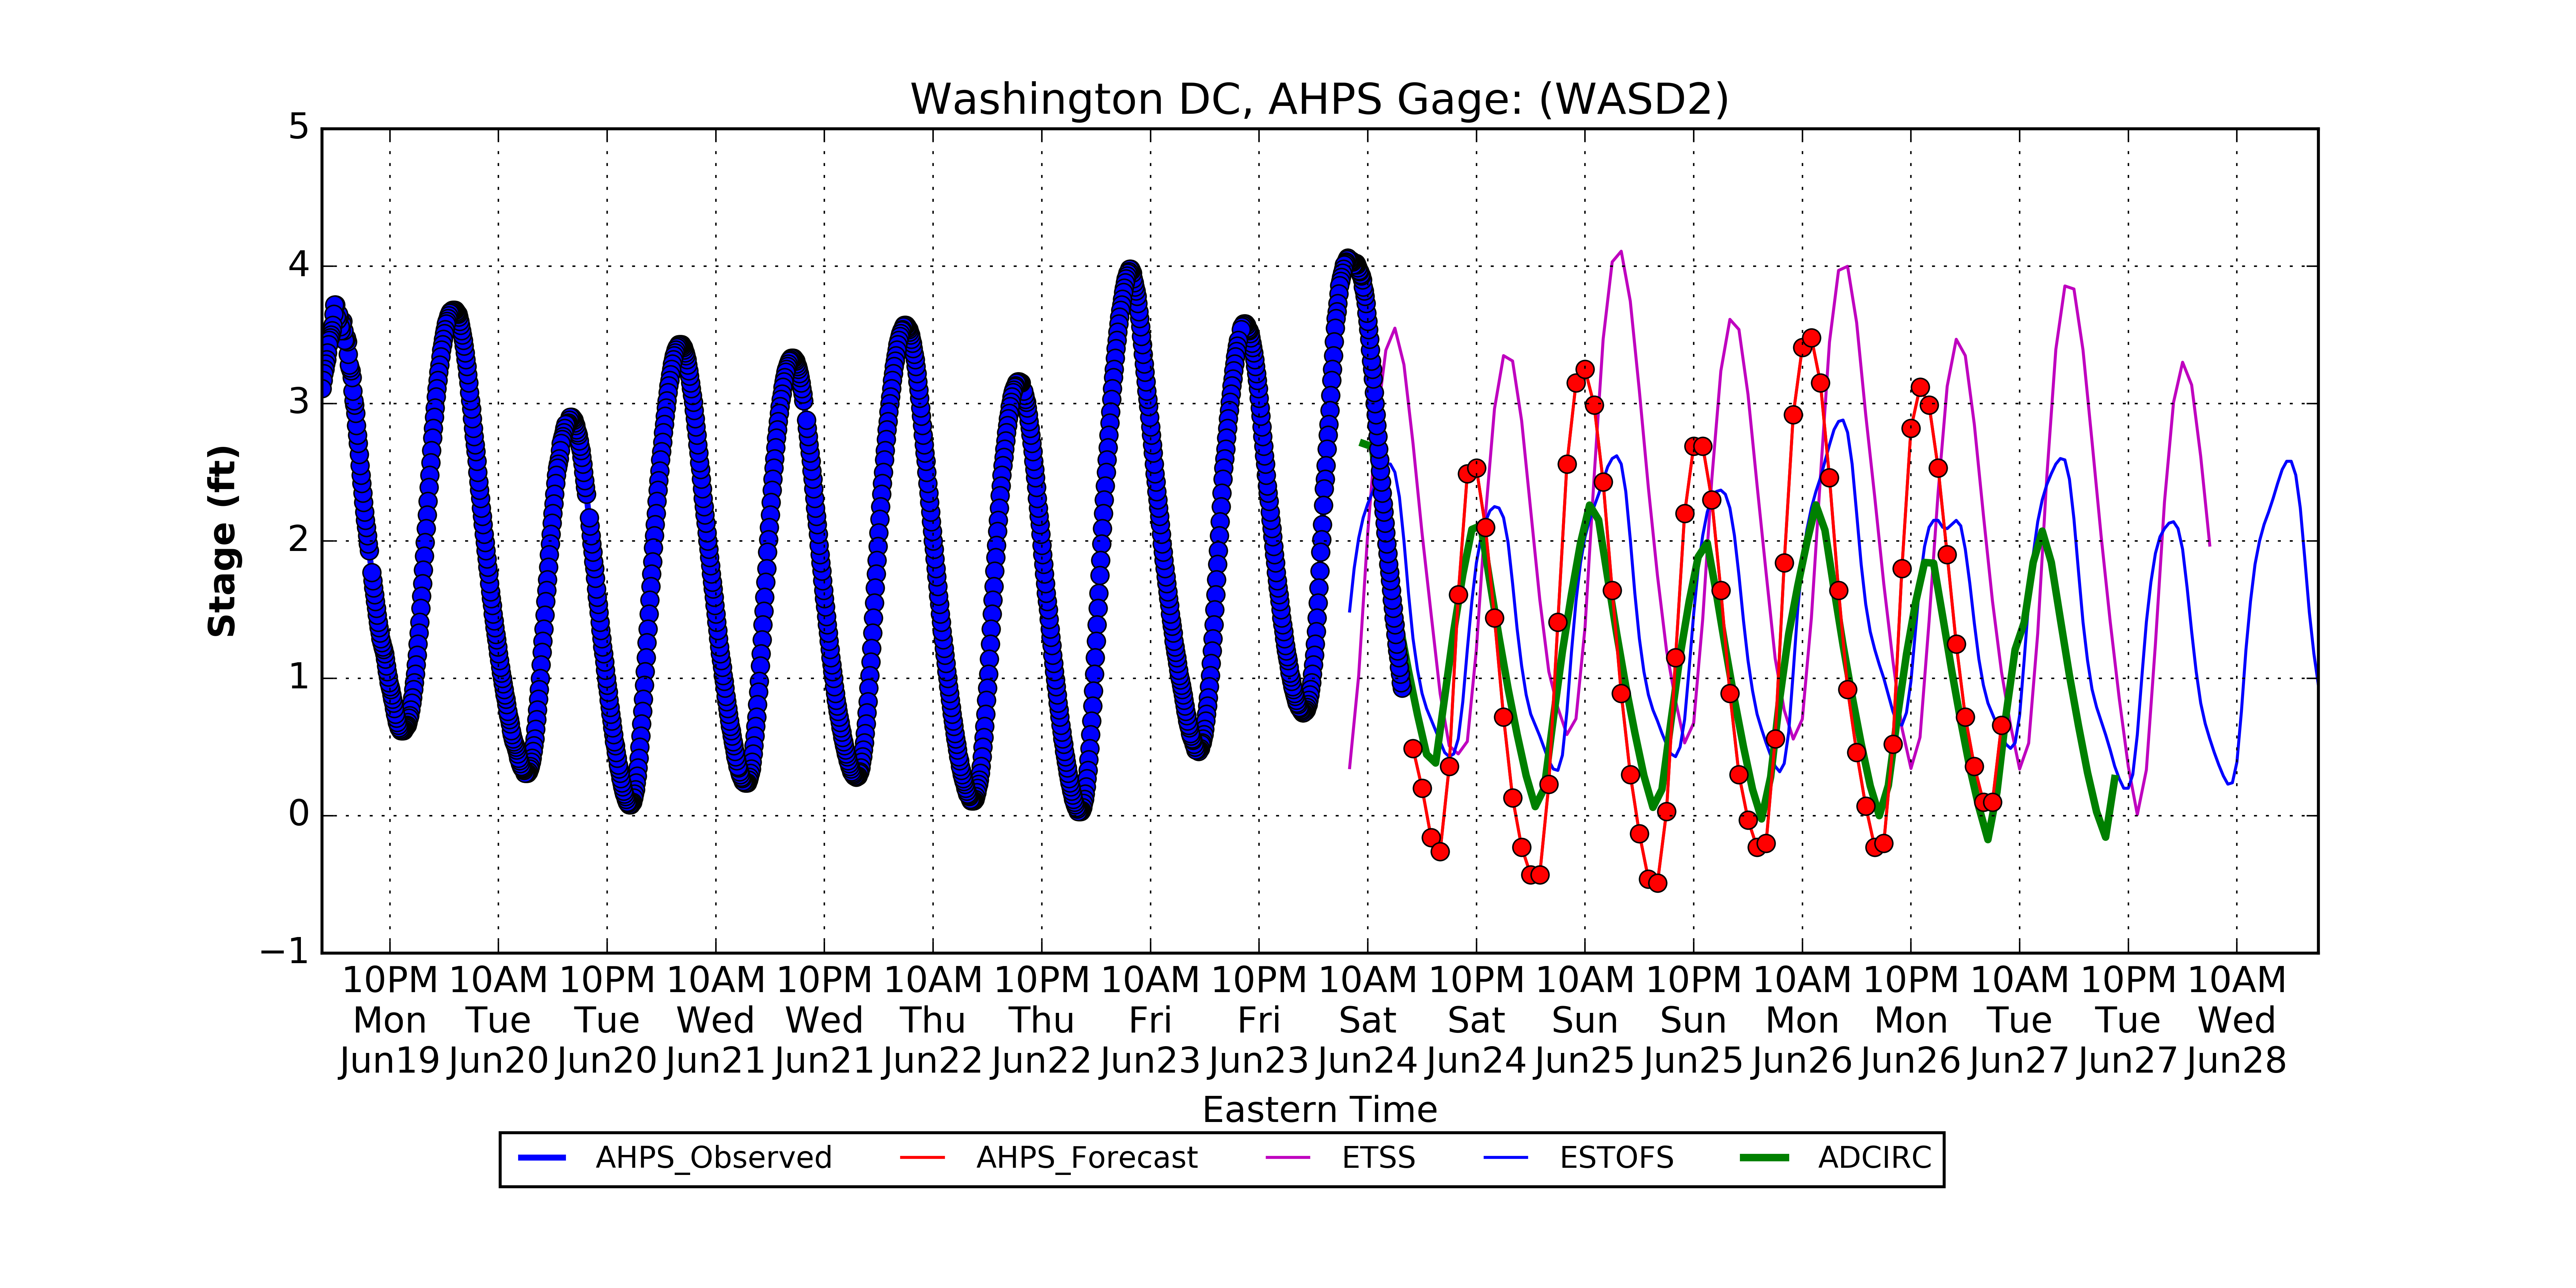 Washington DC, AHPS Gage: (WASD2)
5
4
3
2
1
0
−1
Stage (ft)
10PM 10AM 10PM 10AM 10PM 10AM 10PM 10AM 10PM 10AM 10PM 10AM 10PM 10AM 10PM 10AM 10PM 10AM
Mon Tue Tue Wed Wed Thu Thu Fri Fri Sat Sat Sun Sun Mon Mon Tue Tue Wed
Jun19 Jun20 Jun20 Jun21 Jun21 Jun22 Jun22 Jun23 Jun23 Jun24 Jun24 Jun25 Jun25 Jun26 Jun26 Jun27 Jun27 Jun28
Eastern Time
AHPS_Observed AHPS_Forecast ETSS ESTOFS ADCIRC